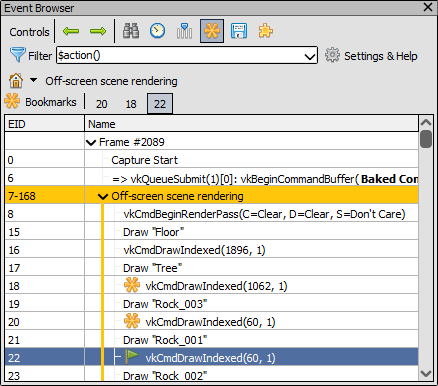 Event Browser
Controls
Filter $action() Settings & Help
Off-screen scene rendering
Bookmarks 20 18 22
EID Name
Frame #2089
0 Capture Start
6 => vkQueueSubmit(1)[0]: vkBeginCommandBuffer( Baked Con
7-168 Off-screen scene rendering
8 vkCmdBeginRenderPass(C=Clear, D=Clear, S=Don't Care)
15 Draw "Floor"
16 vkCmdDrawIndexed(1896, 1)
17 Draw "Tree"
18 vkCmdDrawIndexed(1062, 1)
19 Draw "Rock_003"
20 vkCmdDrawIndexed(60, 1)
21 Draw "Rock_001"
22 vkCmdDrawIndexed(60, 1)
23 Draw "Rock_002"